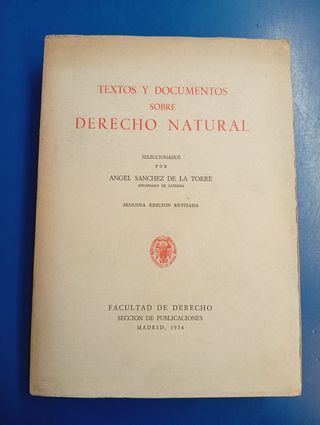 TEXTOS Y DOCUMENTOS
SOBRE
DERECHO NATURAL
SELECCIONADOS
POR
ANGEL SANCHEZ DE LA TORRE
ENCARGADO DE CATEDRA
SEGUNDA EDICION REVISADA
FACULTAD DE DERECHO
SECCION DE PUBLICACIONES
MADRID, 1974